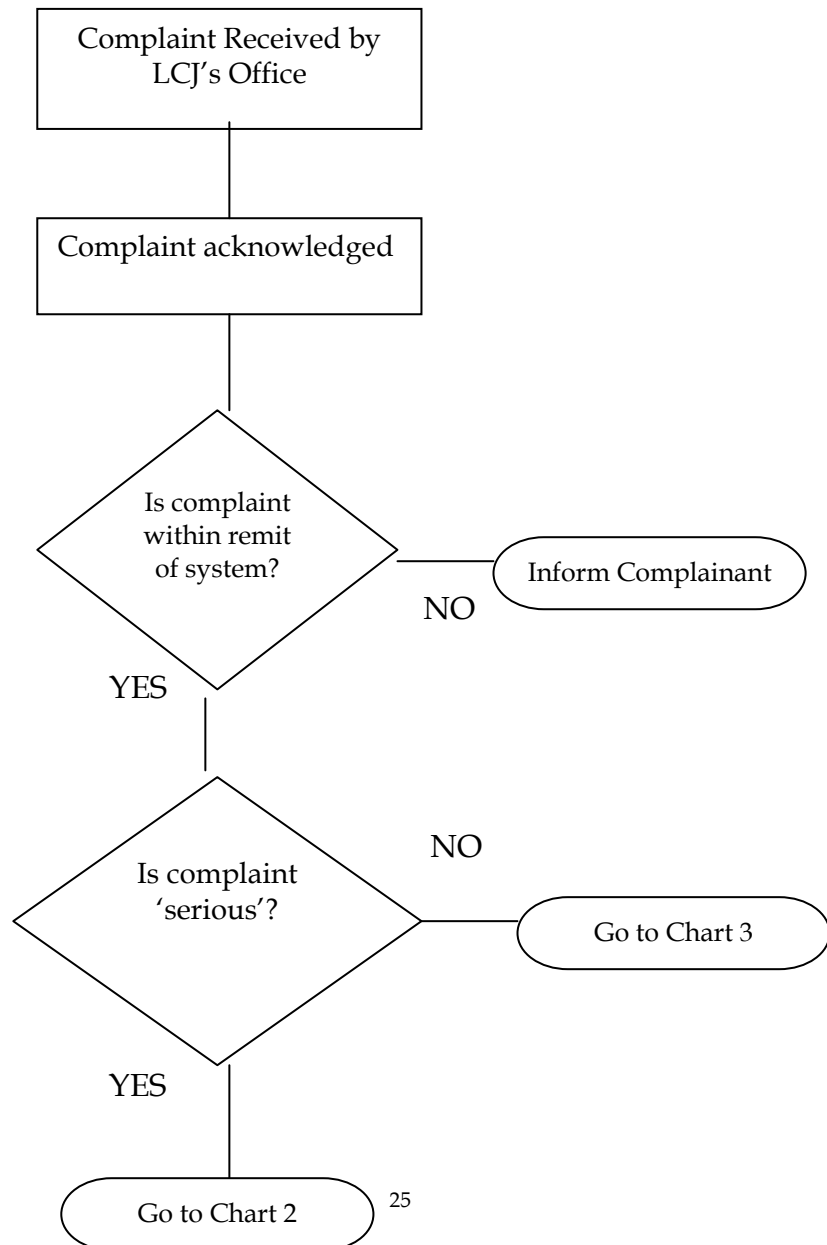 Complaint Received by
LCJ's Office
Complaint acknowledged
Is complaint
within remit
of system?
Inform Complainant
NO
YES
NO
Is complaint
‘serious’?
Go to Chart 3
YES
Go to Chart 2
25